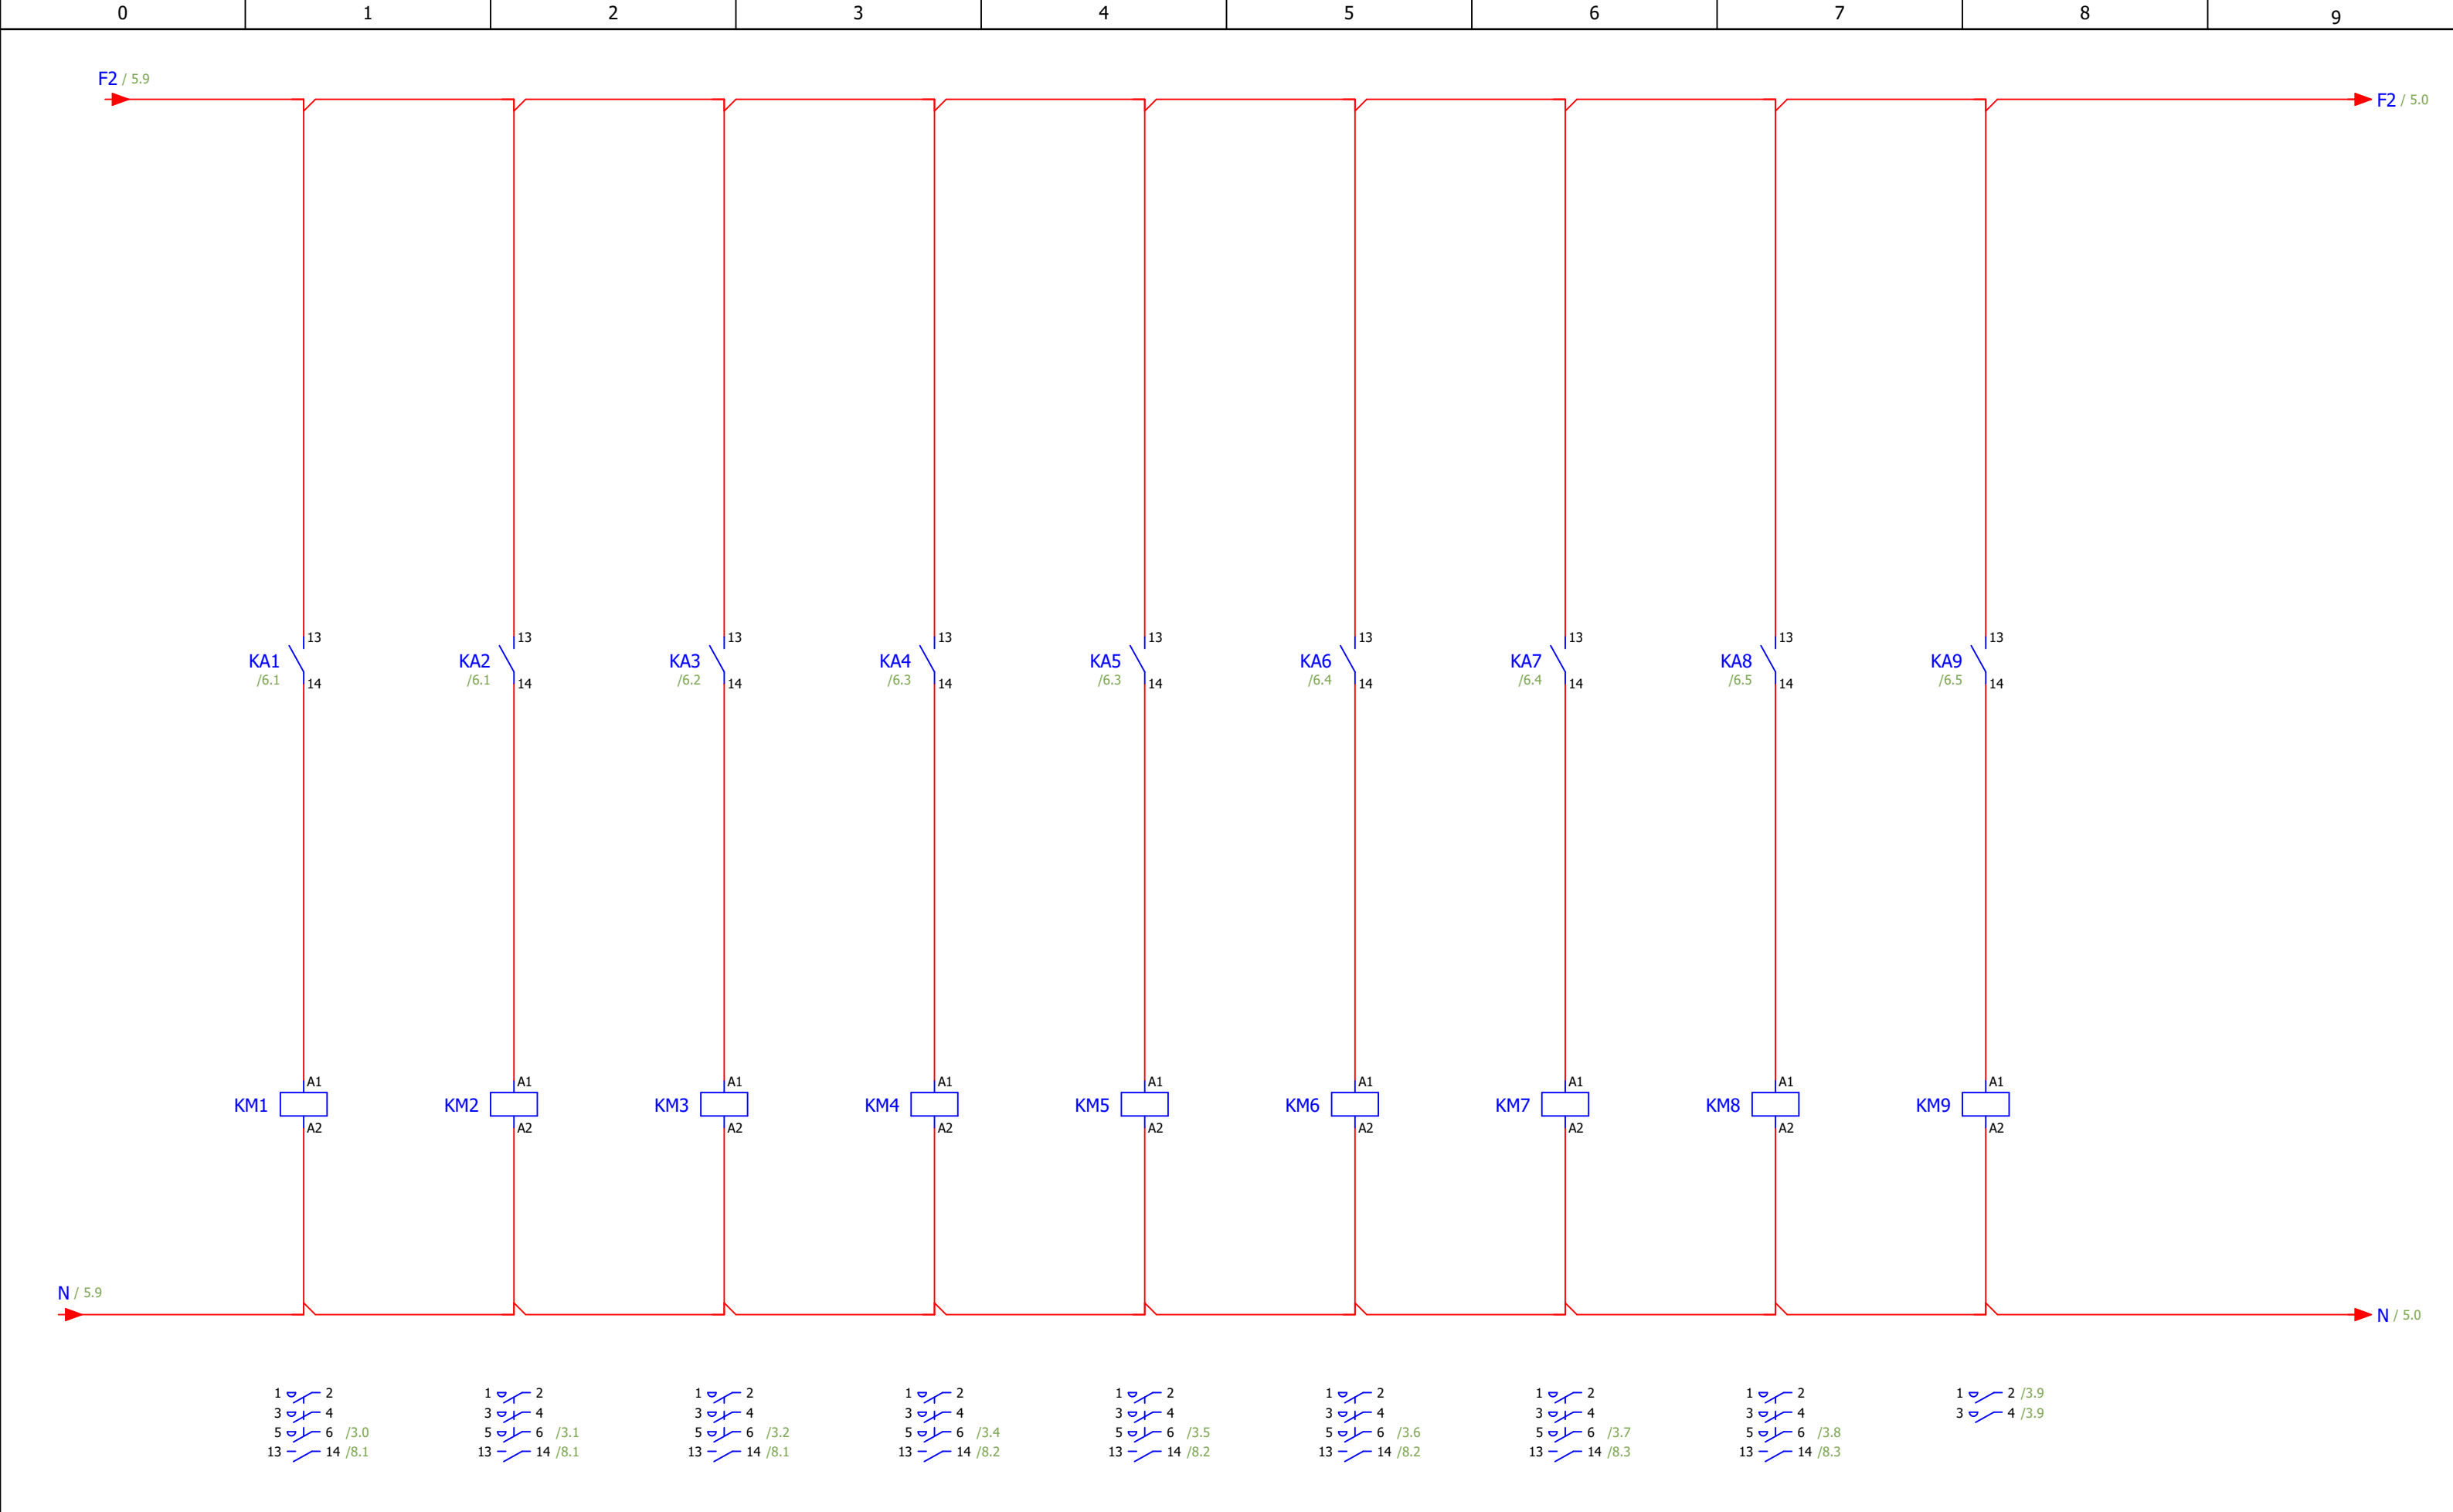 0 1 2 3 4 5 6 7 8 9
F2 / 5.9
F2 / 5.0
13 13 13 13 13 13 13 13 13
KA1 KA2 KA3 KA4 KA5 KA6 KA7 KA8 KA9
/6.1 /6.1 /6.2 /6.3 /6.3 /6.4 /6.4 /6.5 /6.5
14 14 14 14 14 14 14 14 14
A1 A1 A1 A1 A1 A1 A1 A1 A1
KM1 KM2 KM3 KM4 KM5 KM6 KM7 KM8 KM9
A2 A2 A2 A2 A2 A2 A2 A2 A2
N / 5.9
N / 5.0
1 2 1 2 1 2 1 2 1 2 1 2 1 2 1 2 1 2 /3.9
3 4 3 4 3 4 3 4 3 4 3 4 3 4 3 4 3 4 /3.9
5 6 /3.0 5 6 /3.1 5 6 /3.2 5 6 /3.4 5 6 /3.5 5 6 /3.6 5 6 /3.7 5 6 /3.8
13 14 /8.1 13 14 /8.1 13 14 /8.1 13 14 /8.2 13 14 /8.2 13 14 /8.2 13 14 /8.3 13 14 /8.3